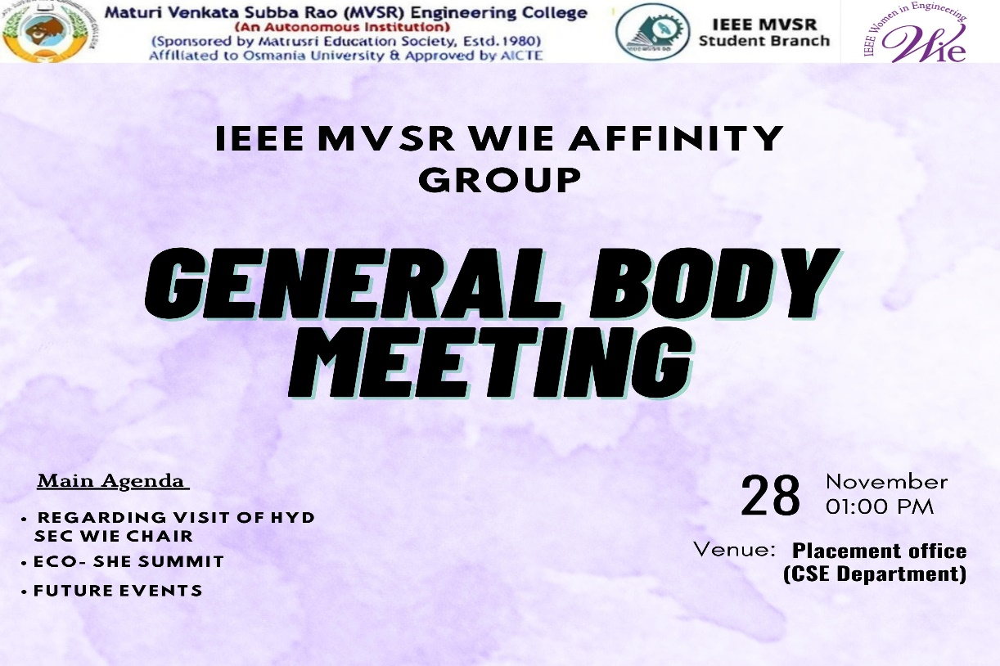 Maturi Venkata Subba Rao (MVSR) Engineering College
(An Autonomous Institution)
(Sponsored by Matrusri Education Society, Estd.1980)
Affiliated to Osmania University & Approved by AICTE
IEEE MVSR
Student Branch
IEEE Women in Engineering
WIE
IEEE MVSR WIE AFFINITY
GROUP
GENERAL BODY
MEETING
Main Agenda
• REGARDING VISIT OF HYD
SEC WIE CHAIR
• ECO- SHE SUMMIT
• FUTURE EVENTS
28 November
01:00 PM
Venue: Placement office
(CSE Department)